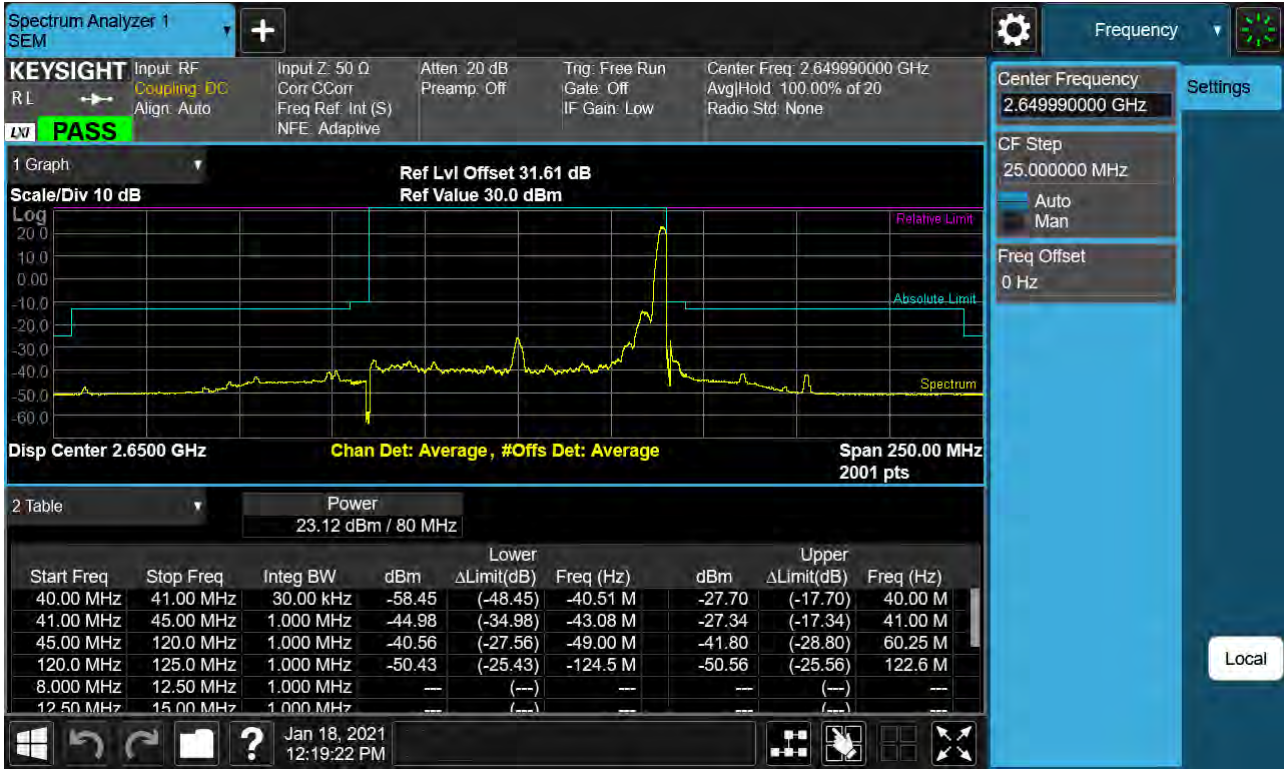 Spectrum Analyzer 1
SEM
Frequency
KEYSIGHT
RL
LXI
PASS
Input: RF
Coupling: DC
Align: Auto
Input Z: 50 Ω
Corr CCorr
Freq Ref: Int (S)
NFE: Adaptive
Atten: 20 dB
Preamp: Off
Trig: Free Run
Gate: Off
IF Gain: Low
Center Freq: 2.649990000 GHz
Avg|Hold: 100.00% of 20
Radio Std: None
Center Frequency
2.649990000 GHz
Settings
CF Step
25.000000 MHz
Auto
Man
Freq Offset
0 Hz
Local
1 Graph
Scale/Div 10 dB
Ref Lvl Offset 31.61 dB
Ref Value 30.0 dBm
Log
20.0
10.0
0.00
-10.0
-20.0
-30.0
-40.0
-50.0
-60.0
Relative Limit
Absolute Limit
Spectrum
Disp Center 2.6500 GHz
Chan Det: Average, #Offs Det: Average
Span 250.00 MHz
2001 pts
2 Table
Power
23.12 dBm / 80 MHz
Lower Upper
Start Freq Stop Freq Integ BW dBm ΔLimit(dB) Freq (Hz) dBm ΔLimit(dB) Freq (Hz)
40.00 MHz 41.00 MHz 30.00 kHz -58.45 (-48.45) -40.51 M -27.70 (-17.70) 40.00 M
41.00 MHz 45.00 MHz 1.000 MHz -44.98 (-34.98) -43.08 M -27.34 (-17.34) 41.00 M
45.00 MHz 120.0 MHz 1.000 MHz -40.56 (-27.56) -49.00 M -41.80 (-28.80) 60.25 M
120.0 MHz 125.0 MHz 1.000 MHz -50.43 (-25.43) -124.5 M -50.56 (-25.56) 122.6 M
8.000 MHz 12.50 MHz 1.000 MHz --- (---) --- --- (---) ---
12.50 MHz 15.00 MHz 1.000 MHz --- (---) --- --- (---) ---
?
Jan 18, 2021
12:19:22 PM